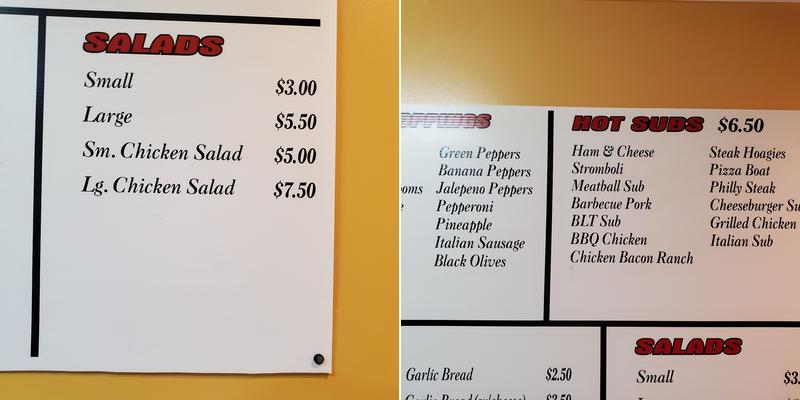 SALADS
Small $3.00
Large $5.50
Sm. Chicken Salad $5.00
Lg. Chicken Salad $7.50
Green Peppers
Banana Peppers
Jalepeno Peppers
Pepperoni
Pineapple
Italian Sausage
Black Olives
HOT SUBS $6.50
Ham & Cheese
Stromboli
Meatball Sub
Barbecue Pork
BLT Sub
BBQ Chicken
Chicken Bacon Ranch
Steak Hoagies
Pizza Boat
Philly Steak
Cheeseburger Su
Grilled Chicken
Italian Sub
Garlic Bread $2.50
SALADS
Small $3.